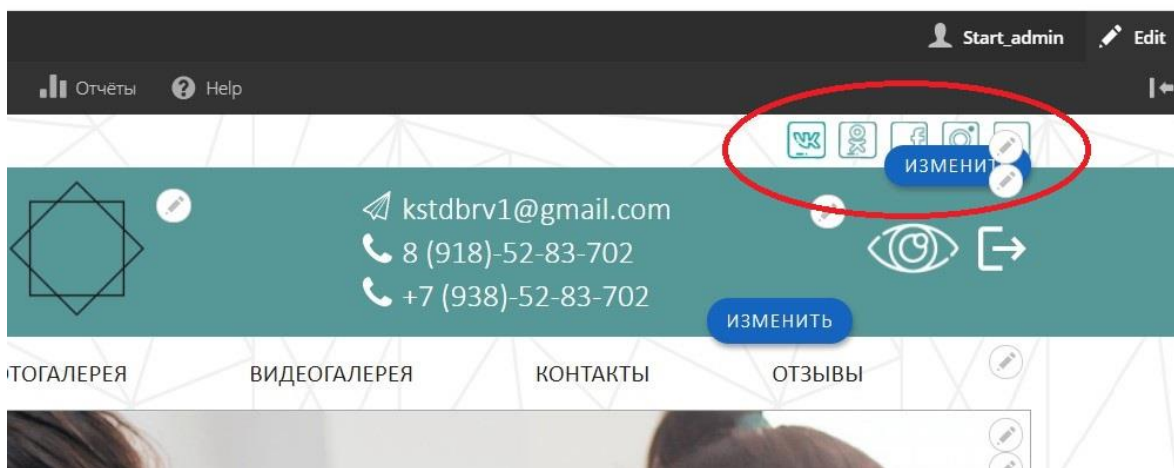 Start_admin
Edit
Отчёты
Help
ИЗМЕНИТ
kstdbrv1@gmail.com
8 (918)-52-83-702
+7 (938)-52-83-702
ИЗМЕНИТЬ
ОТОГАЛЕРЕЯ
ВИДЕОГАЛЕРЕЯ
КОНТАКТЫ
ОТЗЫВЫ